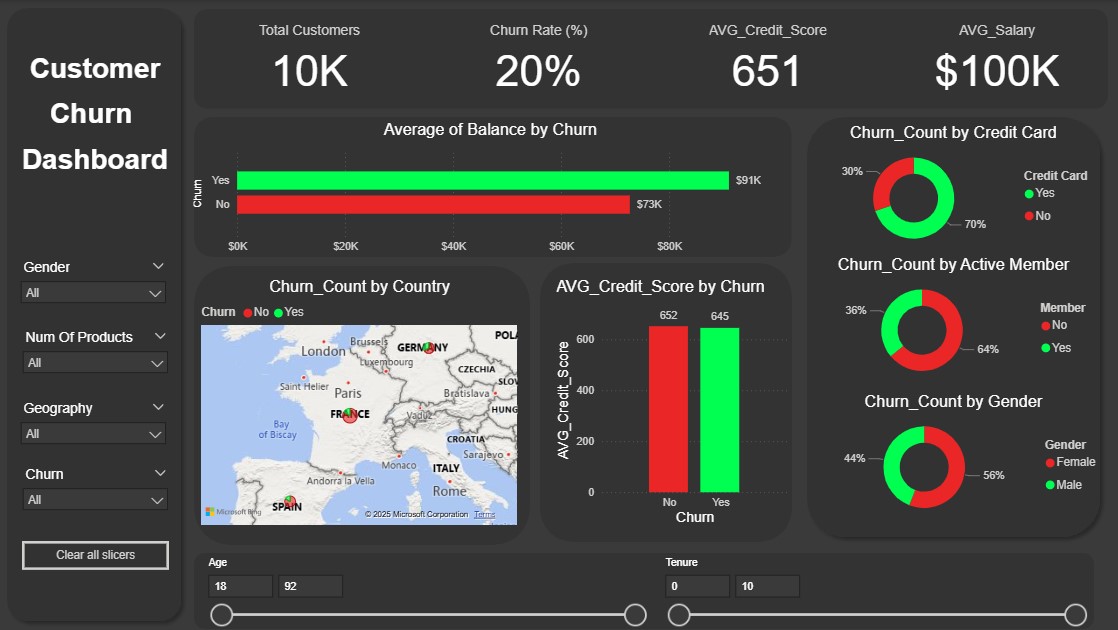 Customer
Churn
Dashboard
Gender
All
Num Of Products
All
Geography
All
Churn
All
Clear all slicers
Total Customers
10K
Churn Rate (%)
20%
AVG_Credit_Score
651
AVG_Salary
$100K
Average of Balance by Churn
Churn
Yes
$91K
No
$73K
$0K $20K $40K $60K $80K
Churn_Count by Country
Churn No Yes
POLA
London
Brussels
GERMANY
Luxembourg
CZECHIA
SLOV
Saint Helier
Paris
Bratislava
FRANCE
Vaduz
HUNG
Bay
of Biscay
CROATIA
Sarajevo
Monaco
ITALY
Andorra la Vella
Rome
SPAIN
Microsoft Bing
© 2025 Microsoft Corporation Terms
AVG_Credit_Score by Churn
AVG_Credit_Score
652 645
600
400
200
0
No Yes
Churn
Churn_Count by Credit Card
30%
70%
Credit Card
Yes
No
Churn_Count by Active Member
36%
64%
Member
No
Yes
Churn_Count by Gender
44%
56%
Gender
Female
Male
Age
18 92
Tenure
0 10